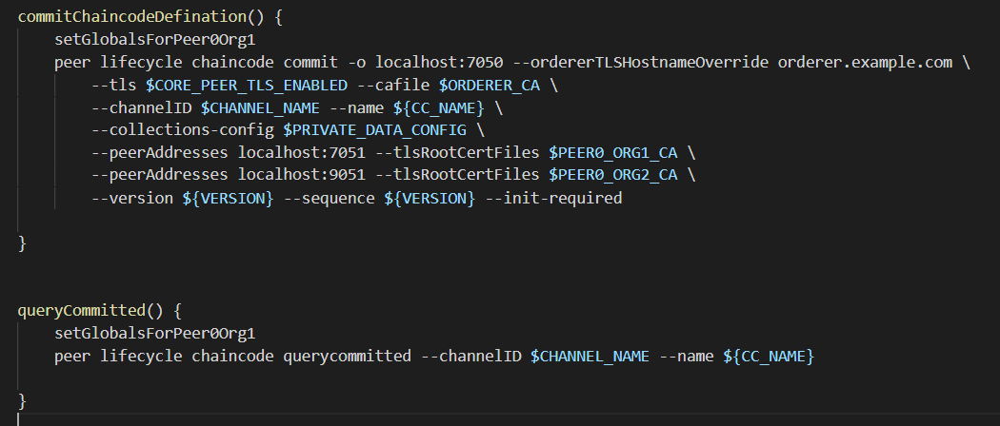 commitChaincodeDefination() {
    setGlobalsForPeer0Org1
    peer lifecycle chaincode commit -o localhost:7050 --ordererTLSHostnameOverride orderer.example.com \
        --tls $CORE_PEER_TLS_ENABLED --cafile $ORDERER_CA \
        --channelID $CHANNEL_NAME --name ${CC_NAME} \
        --collections-config $PRIVATE_DATA_CONFIG \
        --peerAddresses localhost:7051 --tlsRootCertFiles $PEER0_ORG1_CA \
        --peerAddresses localhost:9051 --tlsRootCertFiles $PEER0_ORG2_CA \
        --version ${VERSION} --sequence ${VERSION} --init-required
}
queryCommitted() {
    setGlobalsForPeer0Org1
    peer lifecycle chaincode querycommitted --channelID $CHANNEL_NAME --name ${CC_NAME}
}